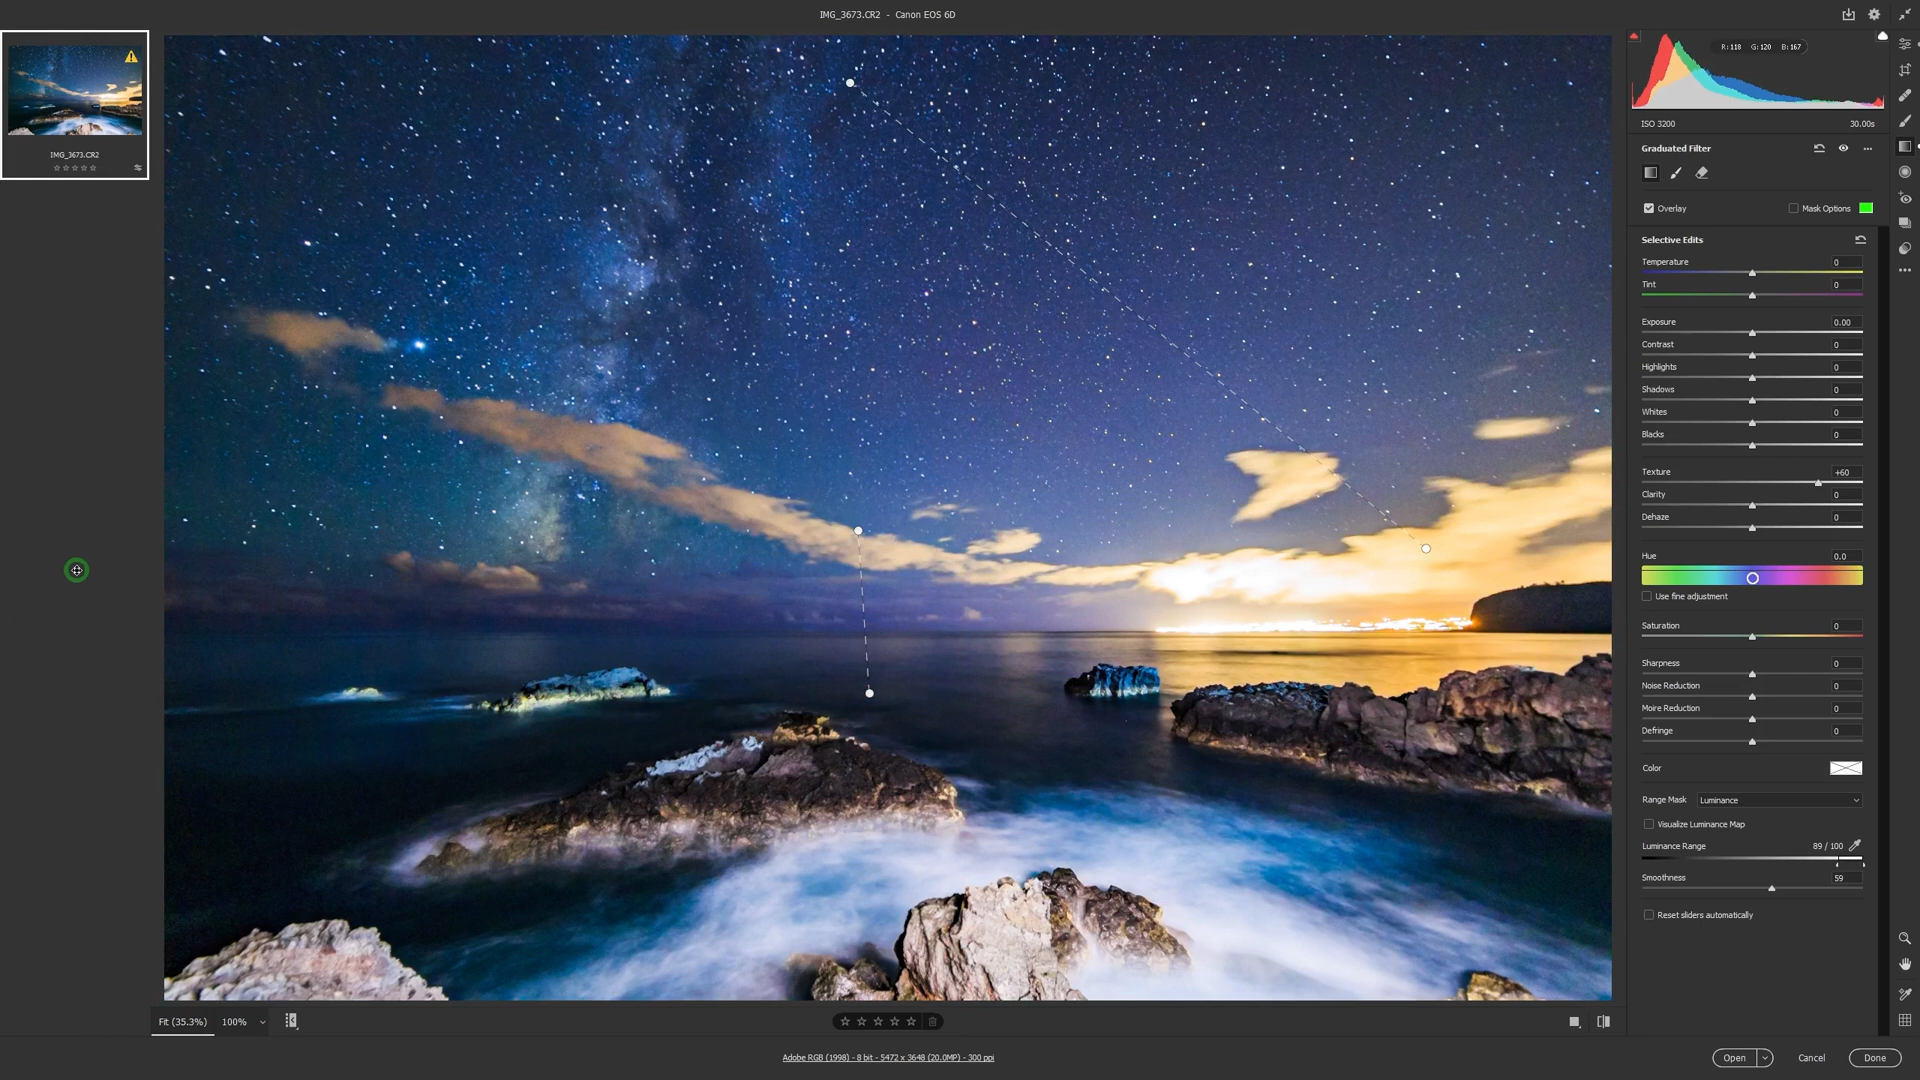 IMG_3673.CR2 - Canon EOS 6D
IMG_3673.CR2
R: 118 G: 120 B: 167
ISO 3200 30.00s
Graduated Filter
Overlay Mask Options
Selective Edits
Temperature 0
Tint 0
Exposure 0.00
Contrast 0
Highlights 0
Shadows 0
Whites 0
Blacks 0
Texture +60
Clarity 0
Dehaze 0
Hue 0.0
Use fine adjustment
Saturation 0
Sharpness 0
Noise Reduction 0
Moire Reduction 0
Defringe 0
Color
Range Mask Luminance
Visualize Luminance Map
Luminance Range 89 / 100
Smoothness 59
Reset sliders automatically
Fit (35.3%) 100%
Adobe RGB (1998) - 8 bit - 5472 x 3648 (20.0MP) - 300 ppi
Open Cancel Done